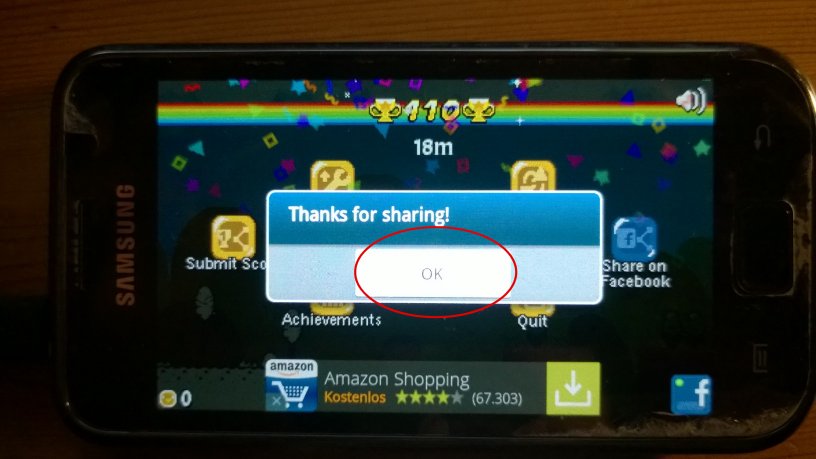 SAMSUNG
410
18m
Thanks for sharing!
OK
Submit Sco
Share on
Facebook
Achievements
Quit
0
amazon
Amazon Shopping
Kostenlos (67.303)
f